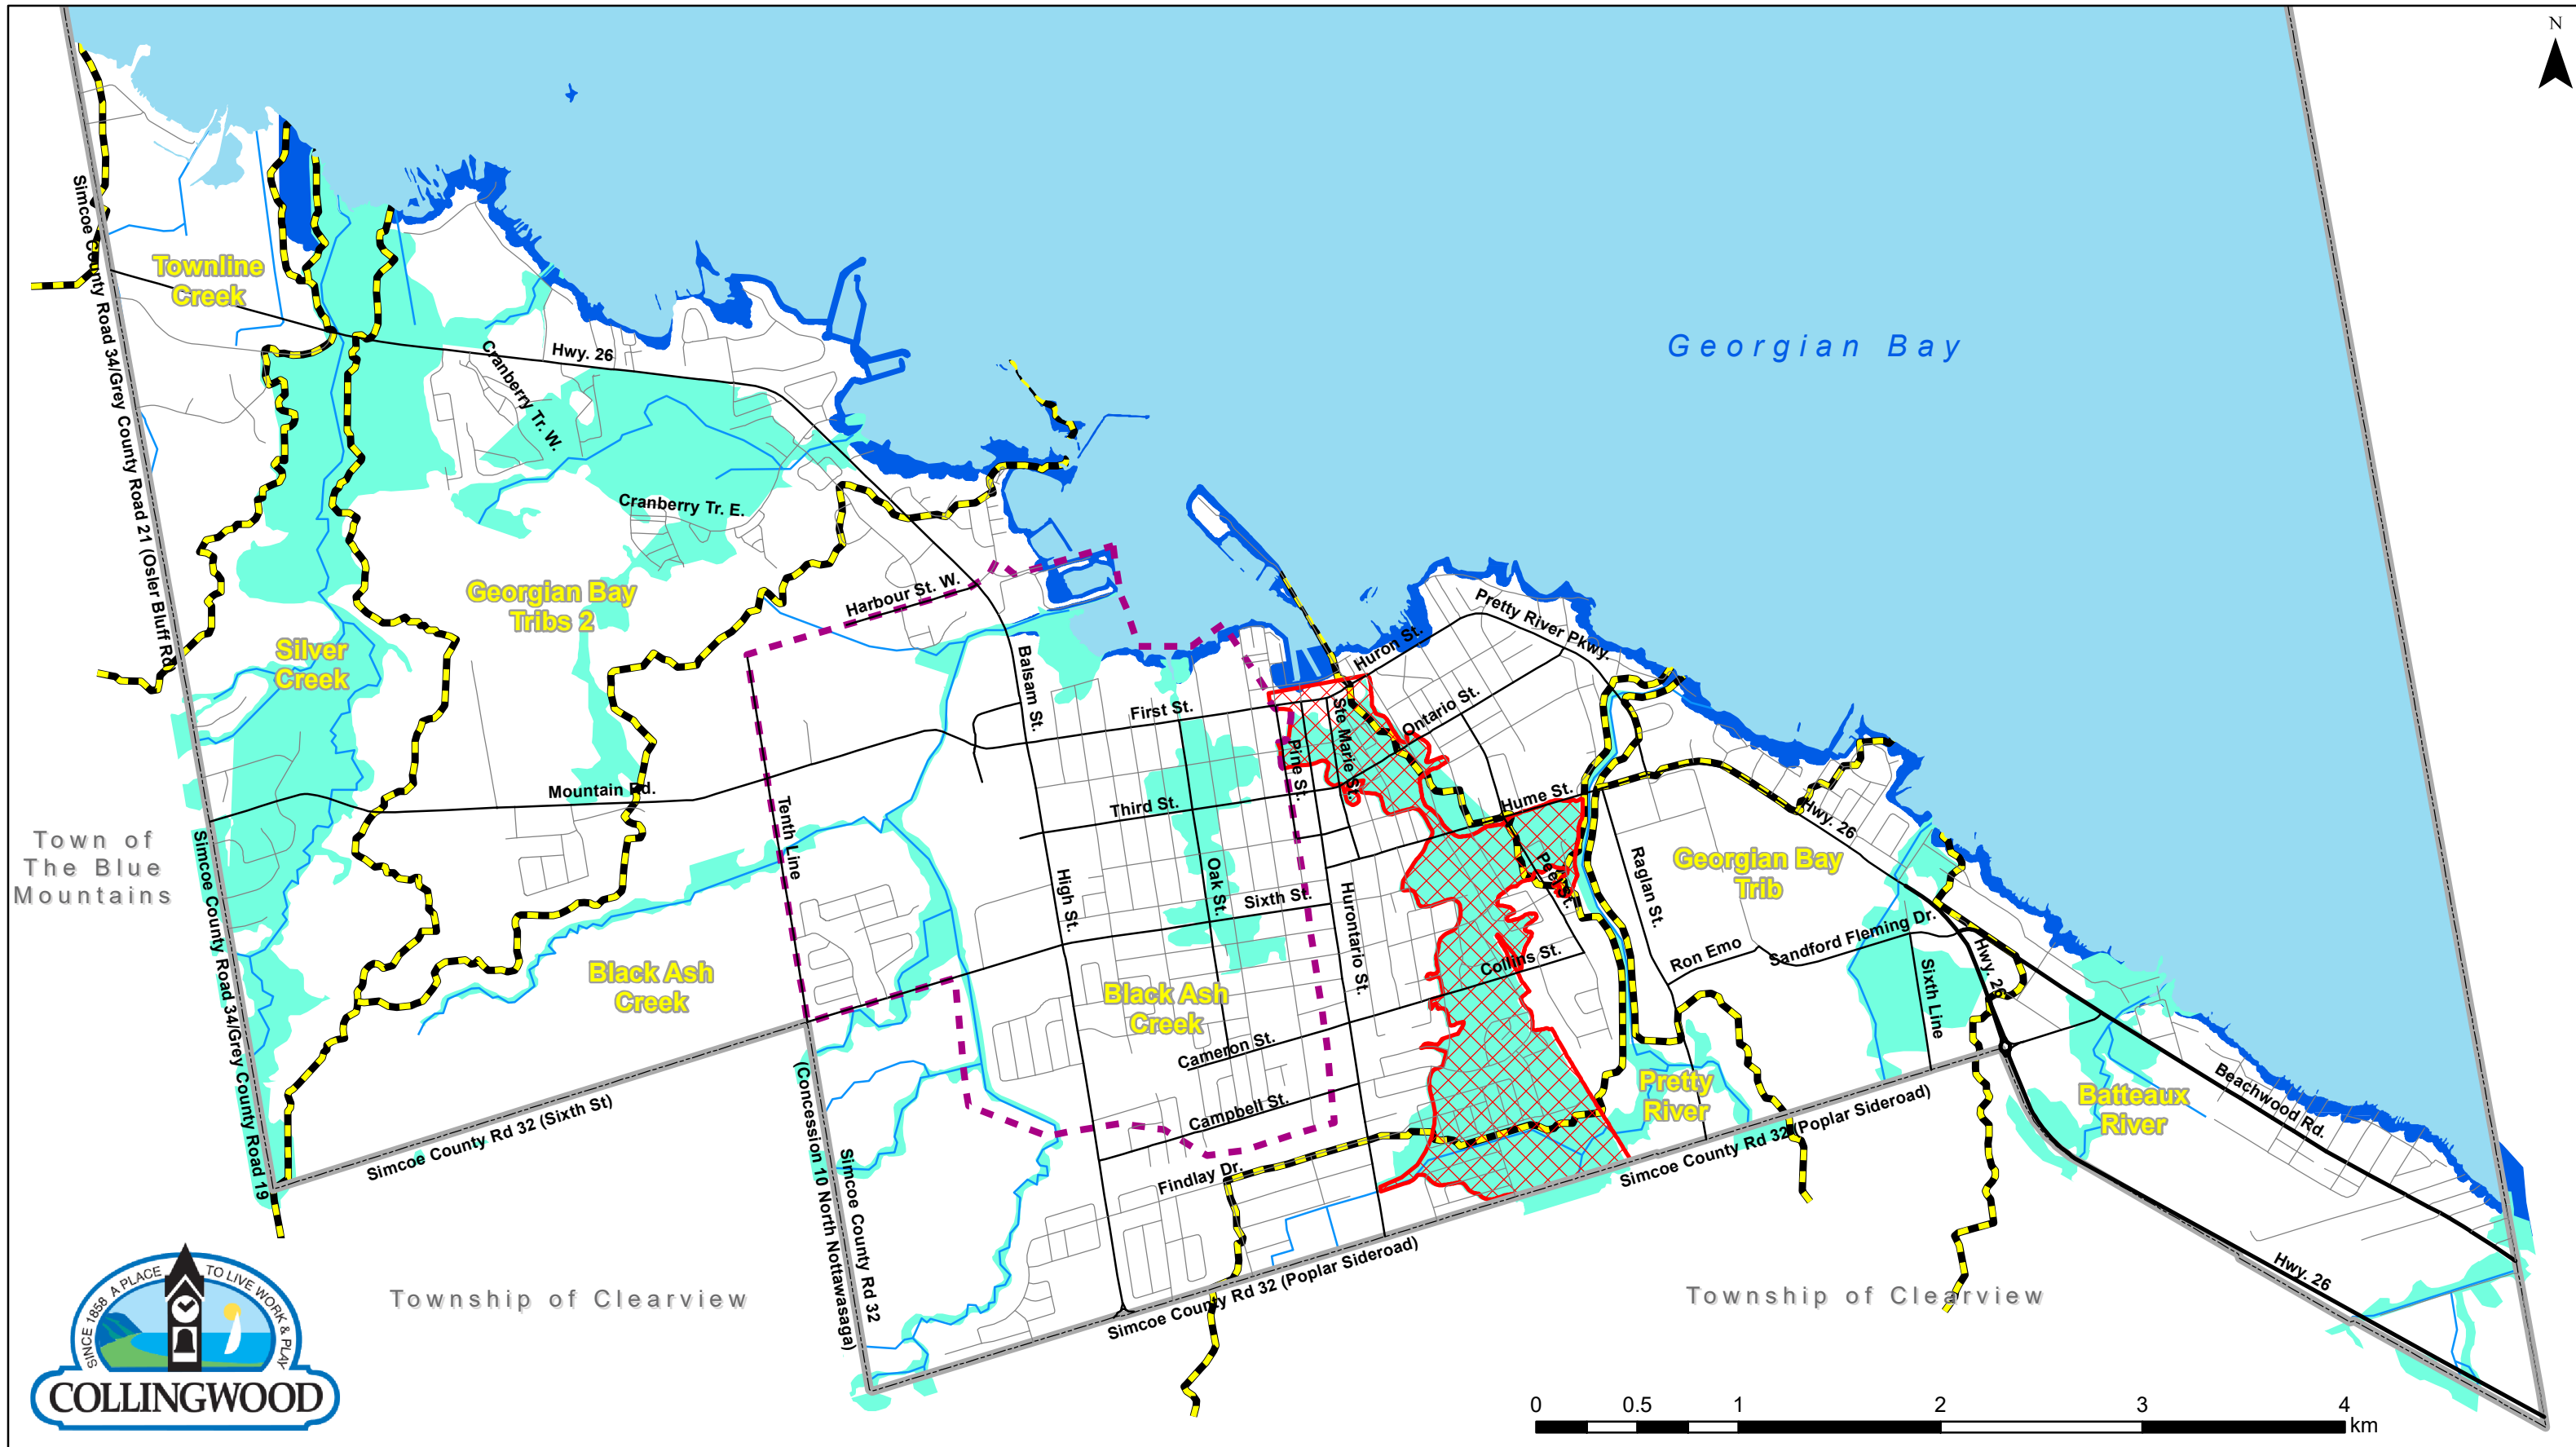 N
Georgian Bay
Simcoe County Road 34/Grey County Road 21 (Osler Bluff Rd)
Townline
Creek
Hwy. 26
Cranberry Tr. W.
Cranberry Tr. E.
Georgian Bay
Tribs 2
Harbour St. W.
Silver
Creek
Balsam St.
First St.
Huron St.
Pretty River Pkwy.
Ontario St.
Ste. Marie St.
Pine St.
Mountain Rd.
Third St.
Hume St.
Hwy. 26
Tenth Line
Town of
The Blue
Mountains
Simcoe County Road 34/Grey County Road 19
High St.
Oak St.
Sixth St.
Hurontario St.
Peel St.
Raglan St.
Georgian Bay
Trib
Black Ash
Creek
Black Ash
Creek
Collins St.
Ron Emo
Sandford Fleming Dr.
Sixth Line
Hwy. 26
Cameron St.
Campbell St.
Findlay Dr.
Pretty
River
Batteaux
River
Beachwood Rd.
Simcoe County Rd 32 (Sixth St)
Simcoe County Rd 32
(Concession 10 North Nottawasaga)
Simcoe County Rd 32 (Poplar Sideroad)
Simcoe County Rd 32 (Poplar Sideroad)
Hwy. 26
Township of Clearview
Township of Clearview
SINCE 1858 A PLACE TO LIVE WORK & PLAY
COLLINGWOOD
0 0.5 1 2 3 4
km